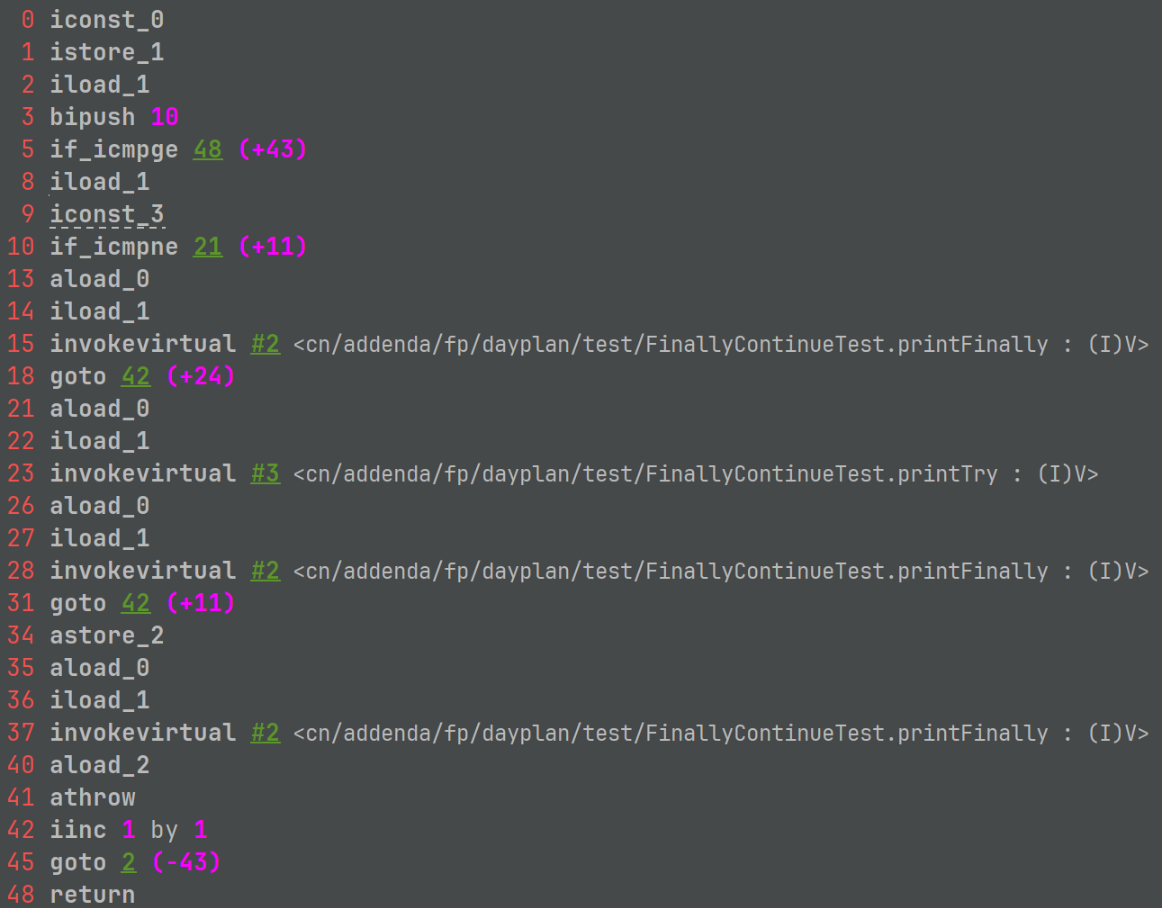 0 iconst_0
1 istore_1
2 iload_1
3 bipush 10
5 if_icmpge 48 (+43)
8 iload_1
9 iconst_3
10 if_icmpne 21 (+11)
13 aload_0
14 iload_1
15 invokevirtual #2 <cn/addenda/fp/dayplan/test/FinallyContinueTest.printFinally : (I)V>
18 goto 42 (+24)
21 aload_0
22 iload_1
23 invokevirtual #3 <cn/addenda/fp/dayplan/test/FinallyContinueTest.printTry : (I)V>
26 aload_0
27 iload_1
28 invokevirtual #2 <cn/addenda/fp/dayplan/test/FinallyContinueTest.printFinally : (I)V>
31 goto 42 (+11)
34 astore_2
35 aload_0
36 iload_1
37 invokevirtual #2 <cn/addenda/fp/dayplan/test/FinallyContinueTest.printFinally : (I)V>
40 aload_2
41 athrow
42 iinc 1 by 1
45 goto 2 (-43)
48 return